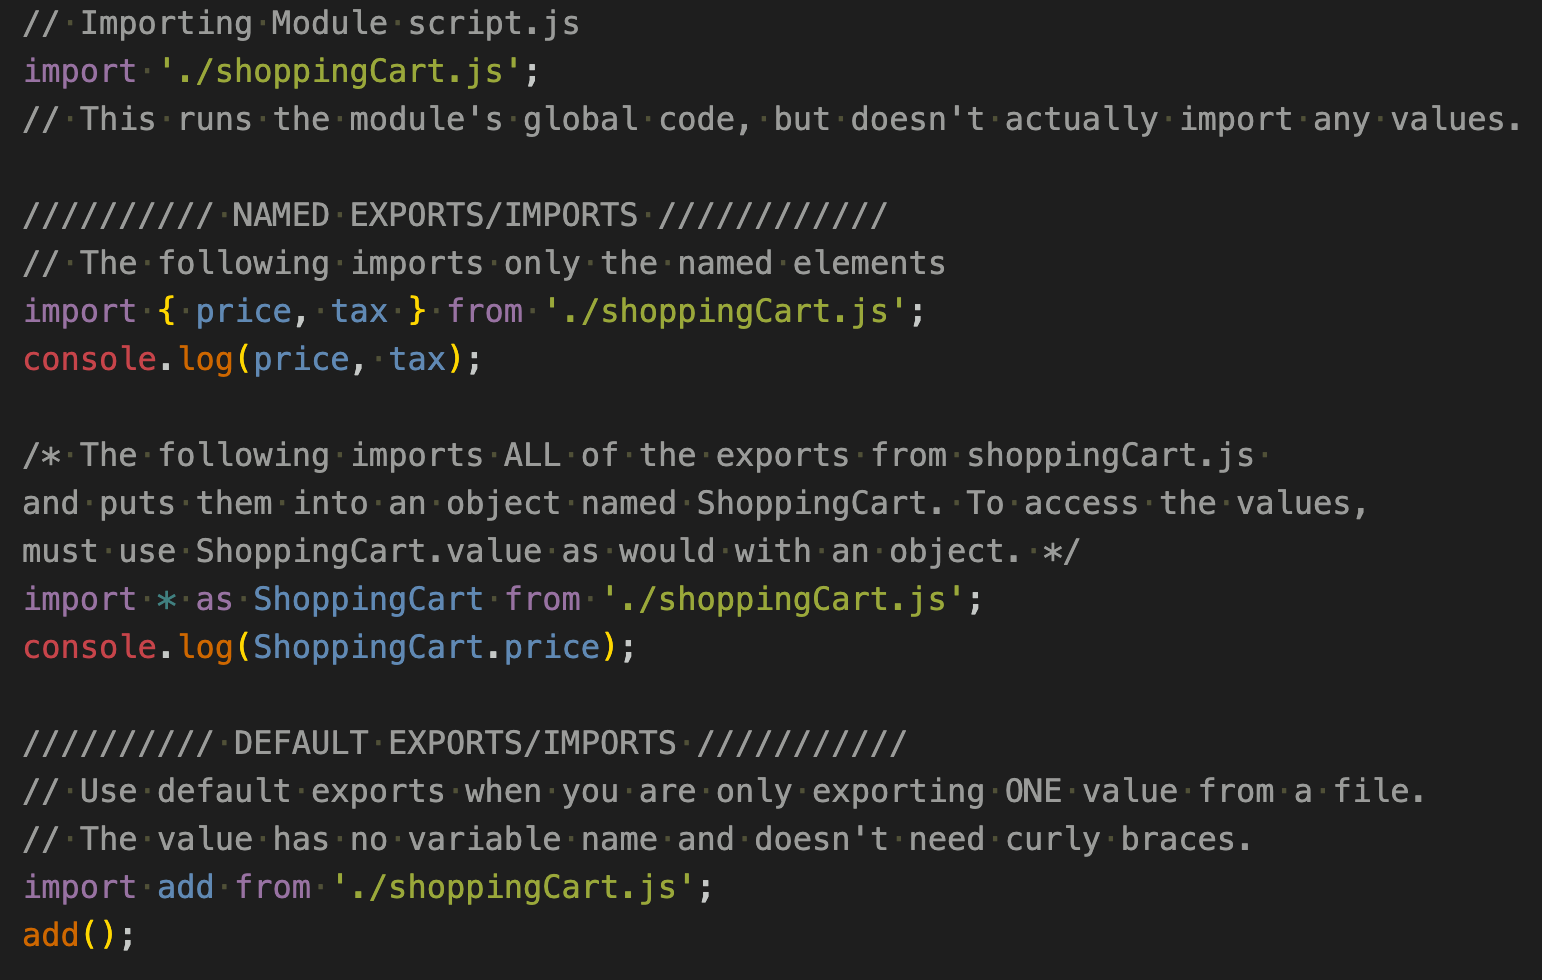 // Importing Module script.js
import './shoppingCart.js';
// This runs the module's global code, but doesn't actually import any values.
////////// NAMED EXPORTS/IMPORTS ////////////
// The following imports only the named elements
import { price, tax } from './shoppingCart.js';
console.log(price, tax);
/* The following imports ALL of the exports from shoppingCart.js
and puts them into an object named ShoppingCart. To access the values,
must use ShoppingCart.value as would with an object. */
import * as ShoppingCart from './shoppingCart.js';
console.log(ShoppingCart.price);
////////// DEFAULT EXPORTS/IMPORTS ///////////
// Use default exports when you are only exporting ONE value from a file.
// The value has no variable name and doesn't need curly braces.
import add from './shoppingCart.js';
add();